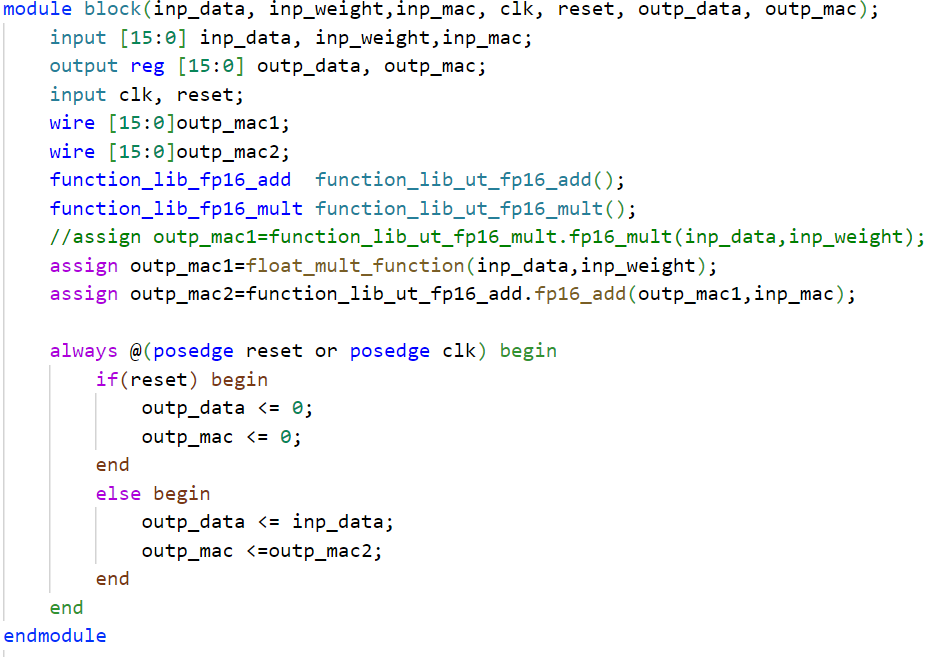 module block(inp_data, inp_weight,inp_mac, clk, reset, outp_data, outp_mac);
    input [15:0] inp_data, inp_weight,inp_mac;
    output reg [15:0] outp_data, outp_mac;
    input clk, reset;
    wire [15:0]outp_mac1;
    wire [15:0]outp_mac2;
    function_lib_fp16_add  function_lib_ut_fp16_add();
    function_lib_fp16_mult function_lib_ut_fp16_mult();
    //assign outp_mac1=function_lib_ut_fp16_mult.fp16_mult(inp_data,inp_weight);
    assign outp_mac1=float_mult_function(inp_data,inp_weight);
    assign outp_mac2=function_lib_ut_fp16_add.fp16_add(outp_mac1,inp_mac);

    always @(posedge reset or posedge clk) begin
        if(reset) begin
            outp_data <= 0;
            outp_mac <= 0;
        end
        else begin
            outp_data <= inp_data;
            outp_mac <=outp_mac2;
        end
    end
endmodule